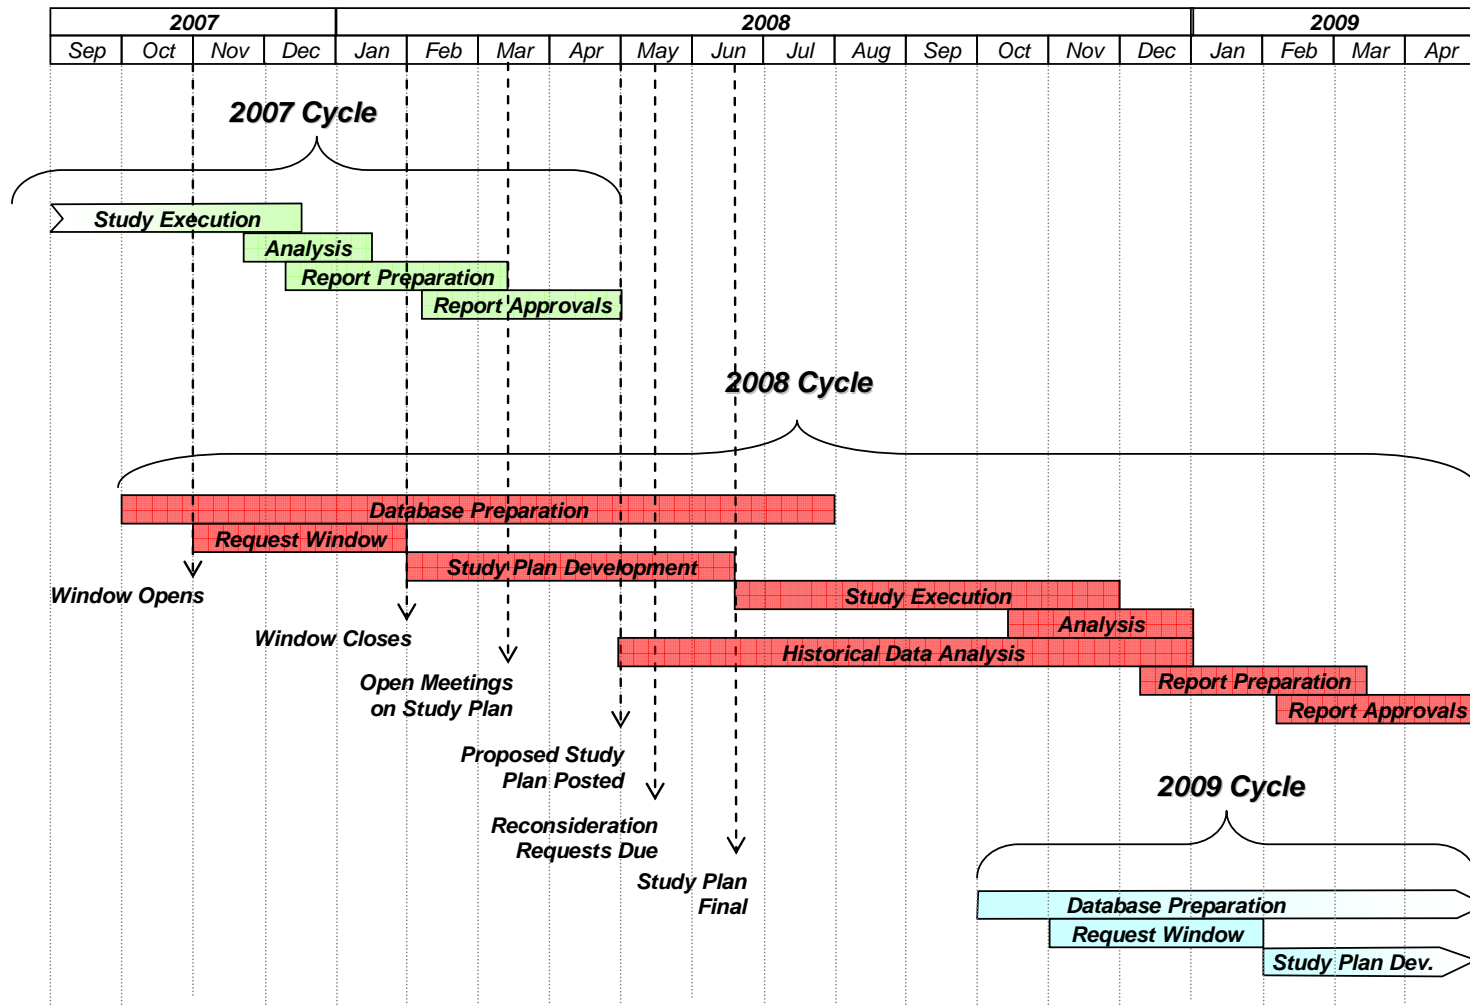 2007 2008 2009
Sep Oct Nov Dec Jan Feb Mar Apr May Jun Jul Aug Sep Oct Nov Dec Jan Feb Mar Apr
2007 Cycle
Study Execution
Analysis
Report Preparation
Report Approvals
2008 Cycle
Database Preparation
Request Window
Study Plan Development
Window Opens
Study Execution
Analysis
Window Closes
Historical Data Analysis
Report Preparation
Open Meetings
on Study Plan
Report Approvals
Proposed Study
Plan Posted
2009 Cycle
Reconsideration
Requests Due
Study Plan
Final
Database Preparation
Request Window
Study Plan Dev.